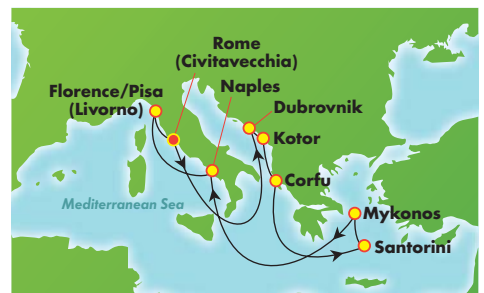 Rome
(Civitavecchia)
Florence/Pisa
(Livorno)
Naples
Dubrovnik
Kotor
Corfu
Mediterranean Sea
Mykonos
Santorini